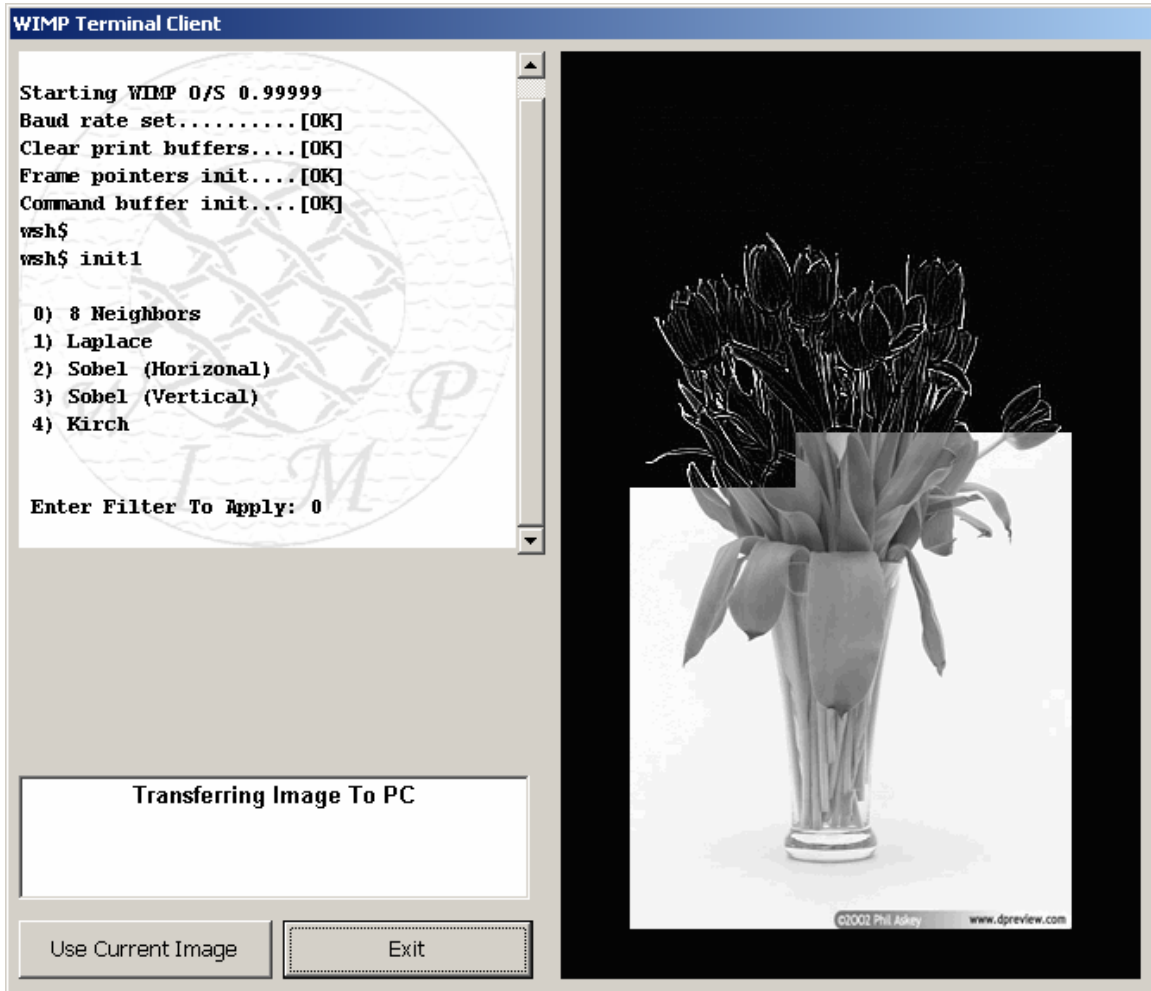 WIMP Terminal Client
Starting WIMP O/S 0.99999
Baud rate set..........[OK]
Clear print buffers....[OK]
Frame pointers init....[OK]
Command buffer init....[OK]
wsh$
wsh$ init1
0) 8 Neighbors
1) Laplace
2) Sobel (Horizonal)
3) Sobel (Vertical)
4) Kirch
Enter Filter To Apply: 0
W I-M P
Transferring Image To PC
Use Current Image
Exit
©2002 Phil Askey www.dpreview.com